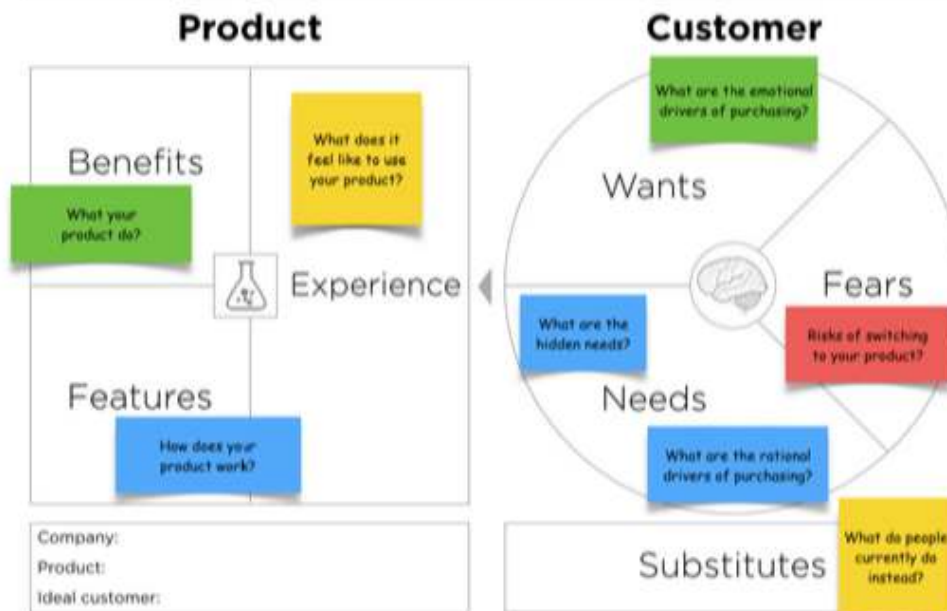 Product
Benefits
What your
product do?
What does it
feel like to use
your product?
Experience
Features
How does your
product work?
Company:
Product:
Ideal customer:
Customer
What are the emotional
drivers of purchasing?
Wants
Fears
Risks of switching
to your product?
What are the
hidden needs?
Needs
What are the rational
drivers of purchasing?
Substitutes
What do people
currently do
instead?